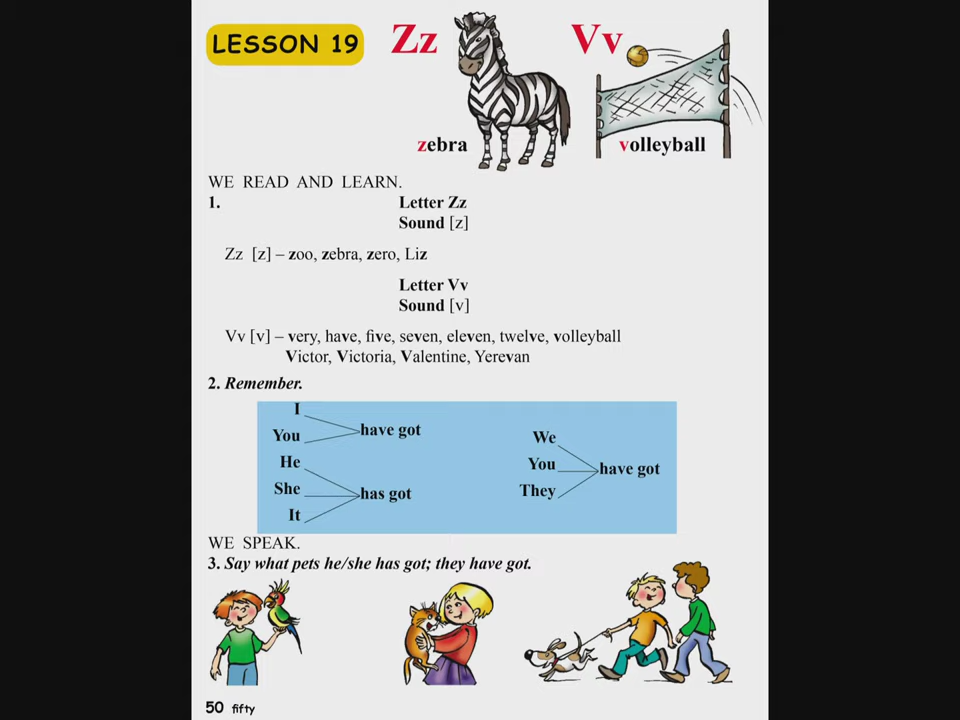 LESSON 19 Zz Vv
zebra volleyball
WE READ AND LEARN.
1. Letter Zz
Sound [z]
Zz [z] – zoo, zebra, zero, Liz
Letter Vv
Sound [v]
Vv [v] – very, have, five, seven, eleven, twelve, volleyball
Victor, Victoria, Valentine, Yerevan
2. Remember.
I
You
have got
He
She
It
has got
We
You
They
have got
WE SPEAK.
3. Say what pets he/she has got; they have got.
50 fifty